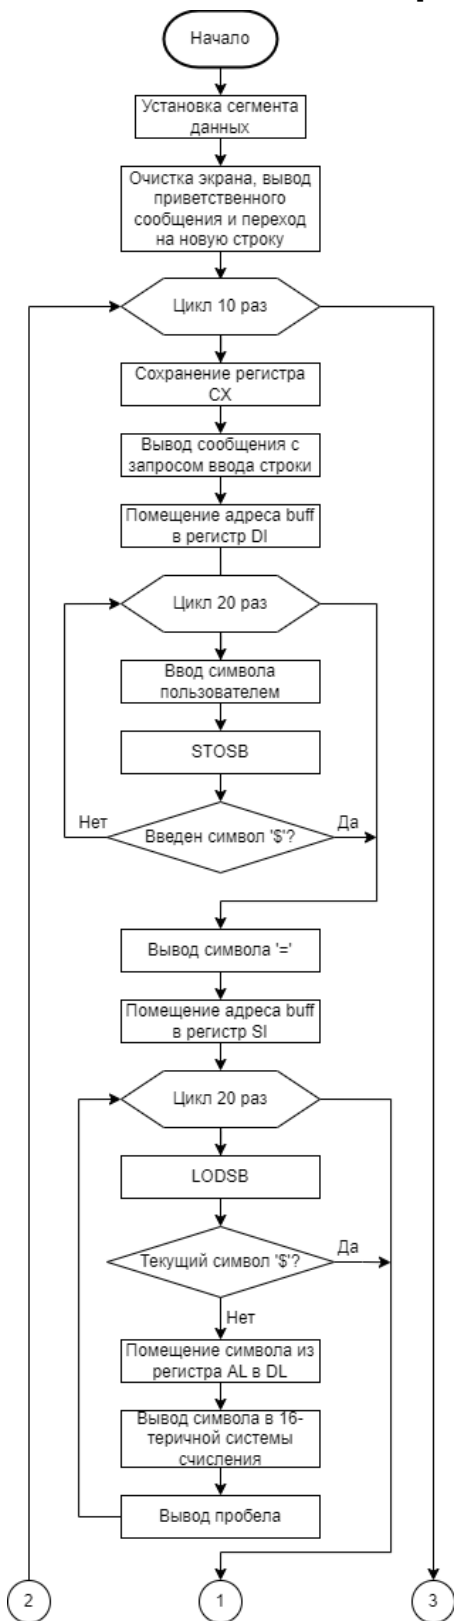 Начало
Установка сегмента
данных
Очистка экрана, вывод
приветственного
сообщения и переход
на новую строку
Цикл 10 раз
Сохранение регистра
CX
Вывод сообщения с
запросом ввода строки
Помещение адреса buff
в регистр DI
Цикл 20 раз
Ввод символа
пользователем
STOSB
Нет
Введен символ '$'?
Да
Вывод символа '='
Помещение адреса buff
в регистр SI
Цикл 20 раз
LODSB
Текущий символ '$'?
Да
Нет
Помещение символа из
регистра AL в DL
Вывод символа в 16-
теричной системы
счисления
Вывод пробела
2
1
3